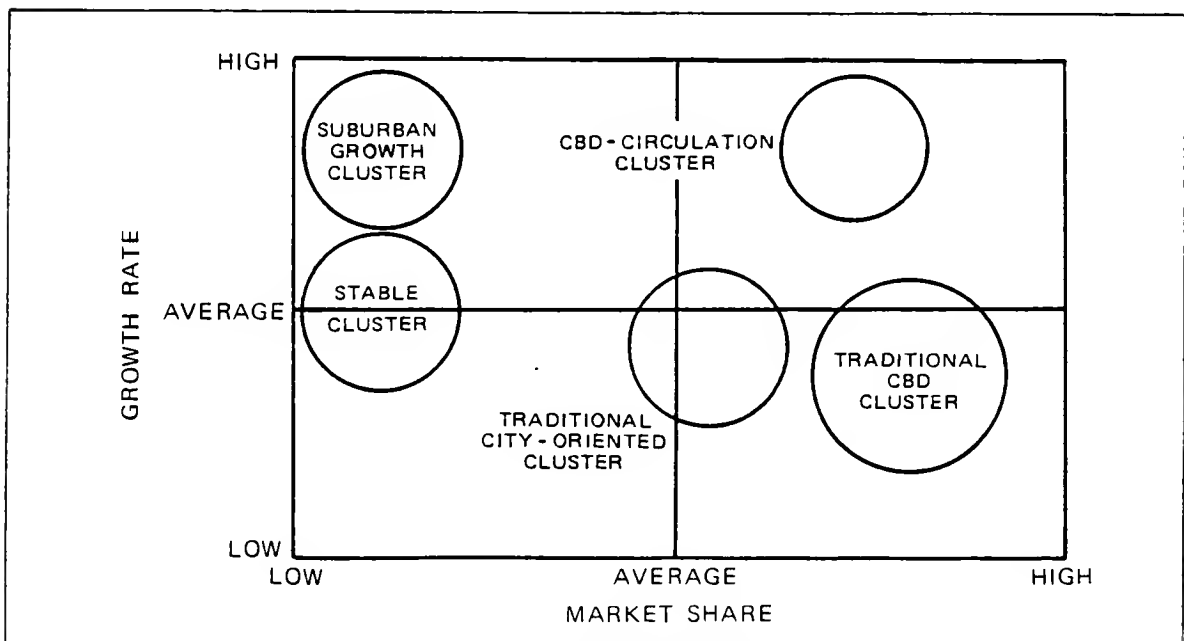 HIGH
SUBURBAN
GROWTH
CLUSTER
CBD-CIRCULATION
CLUSTER
GROWTH RATE
STABLE
CLUSTER
AVERAGE
TRADITIONAL
CBD
CLUSTER
TRADITIONAL
CITY-ORIENTED
CLUSTER
LOW
LOW
AVERAGE
HIGH
MARKET SHARE